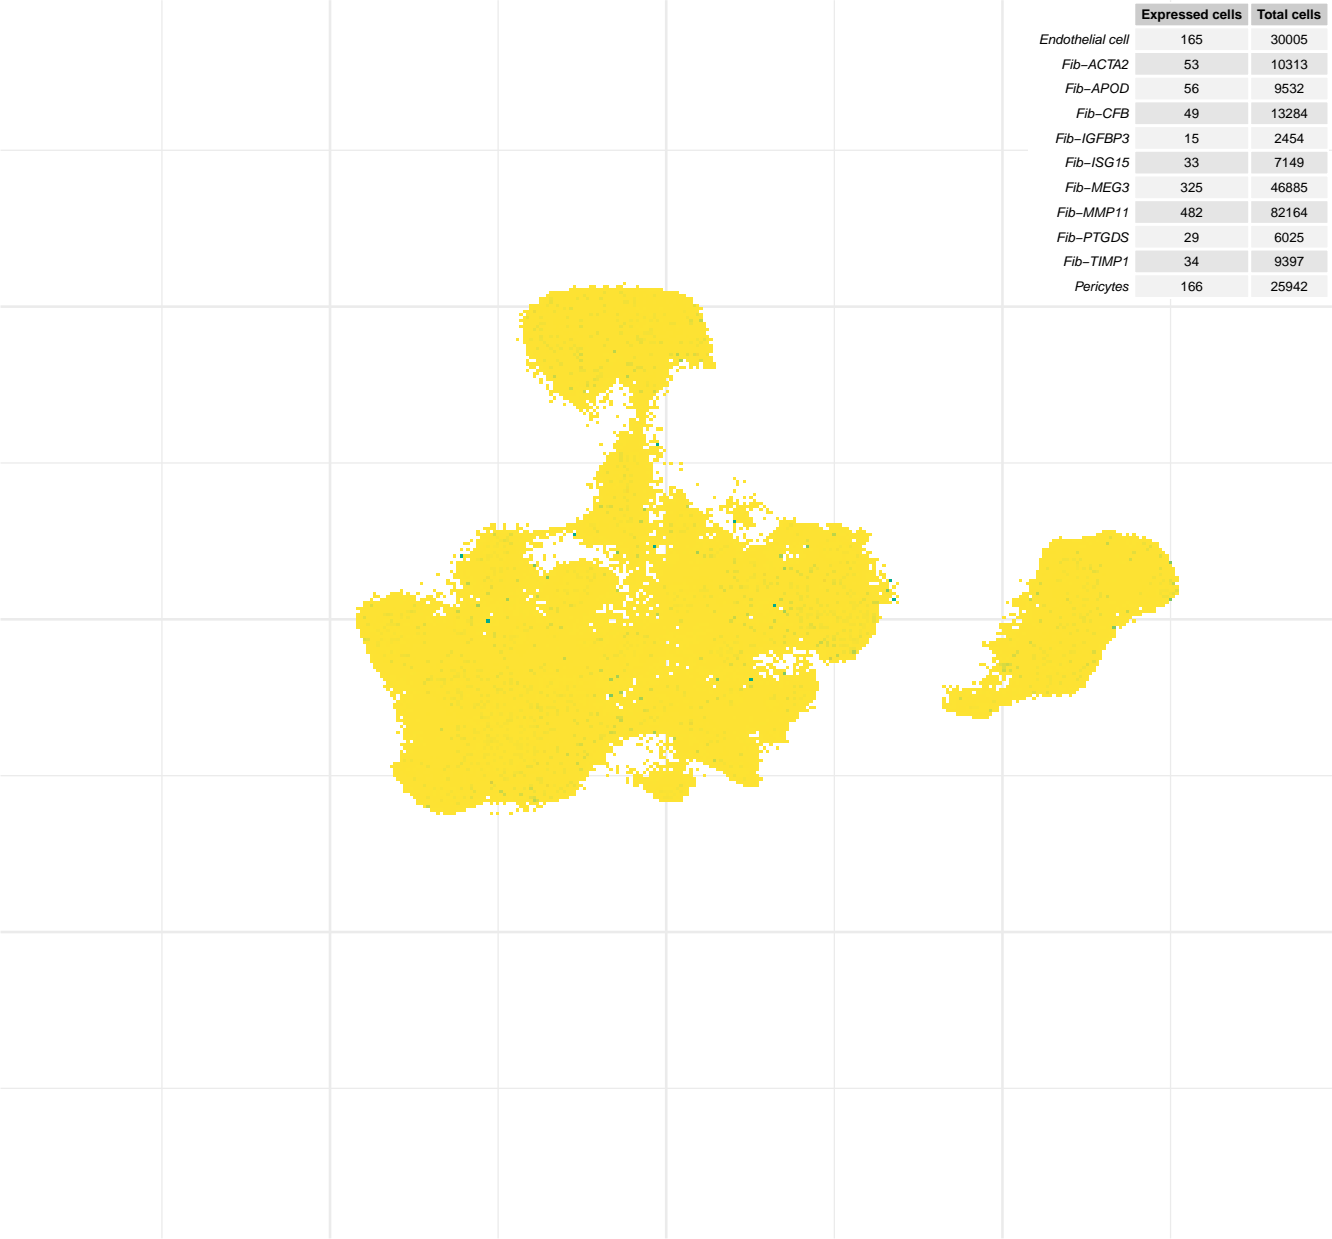 Expressed cells Total cells
Endothelial cell 165 30005
Fib−ACTA2 53 10313
Fib−APOD 56 9532
Fib−CFB 49 13284
Fib−IGFBP3 15 2454
Fib−ISG15 33 7149
Fib−MEG3 325 46885
Fib−MMP11 482 82164
Fib−PTGDS 29 6025
Fib−TIMP1 34 9397
Pericytes 166 25942